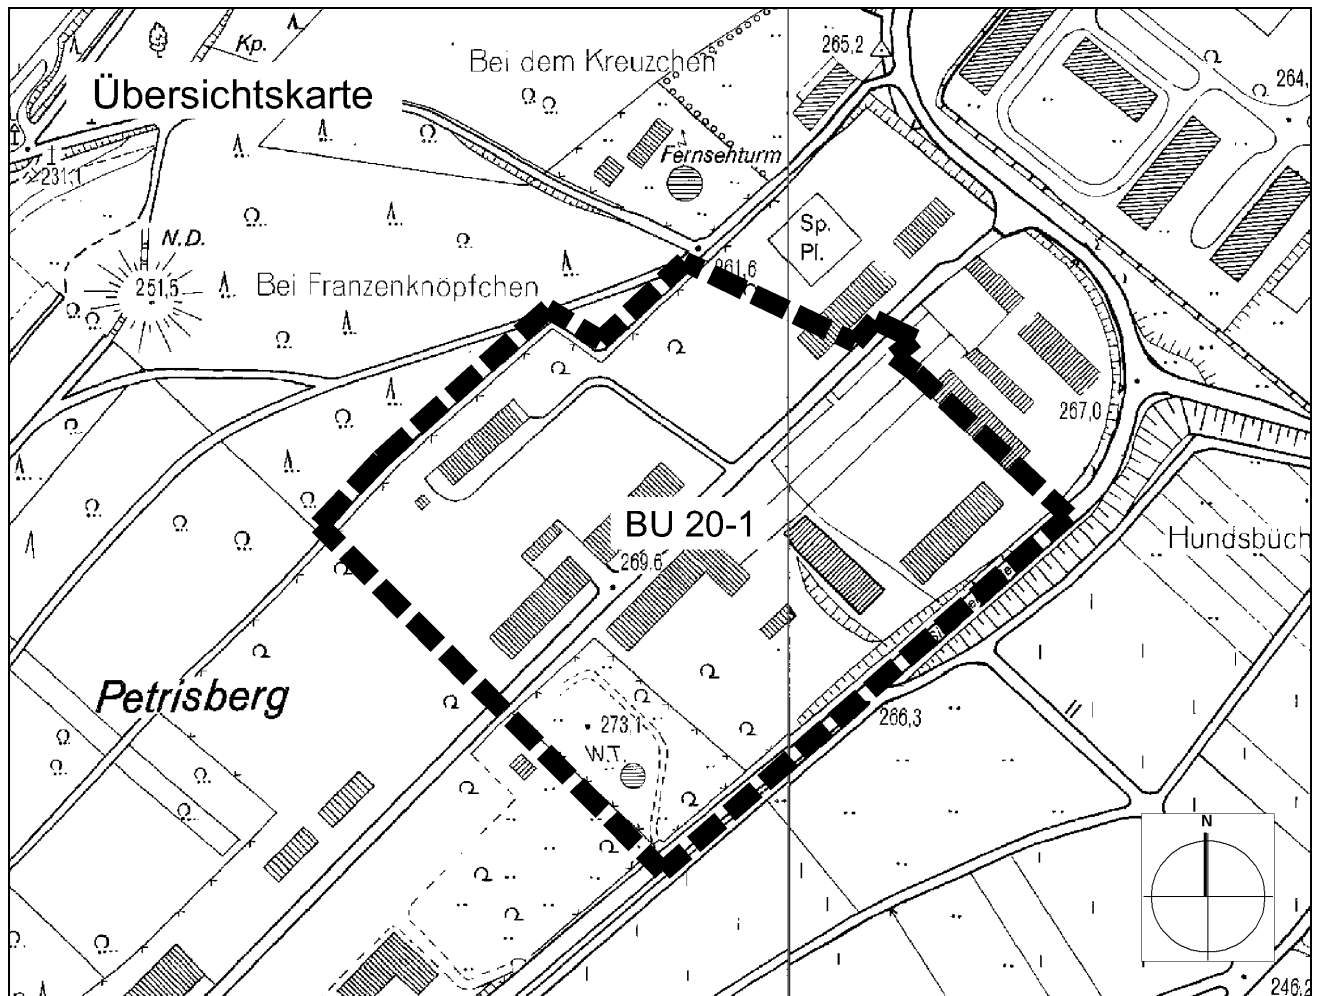 Kp.
Bei dem Kreuzchen
265,2
264,
Übersichtskarte
Fernsehturm
231,1
Sp.
Pl.
N.D.
261,6
251,5
Bei Franzenknöpfchen
267,0
BU 20-1
Hundsbüch
269.6
Petrisberg
266,3
273,1
W.T.
N
246,2